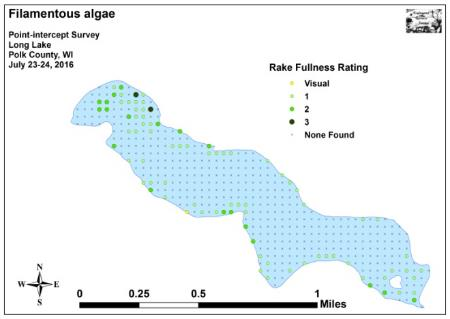 Filamentous algae
Point-intercept Survey
Long Lake
Polk County, WI
July 23-24, 2016
Rake Fullness Rating
Visual
1
2
3
None Found
N
W E
S
0 0.25 0.5 1
Miles